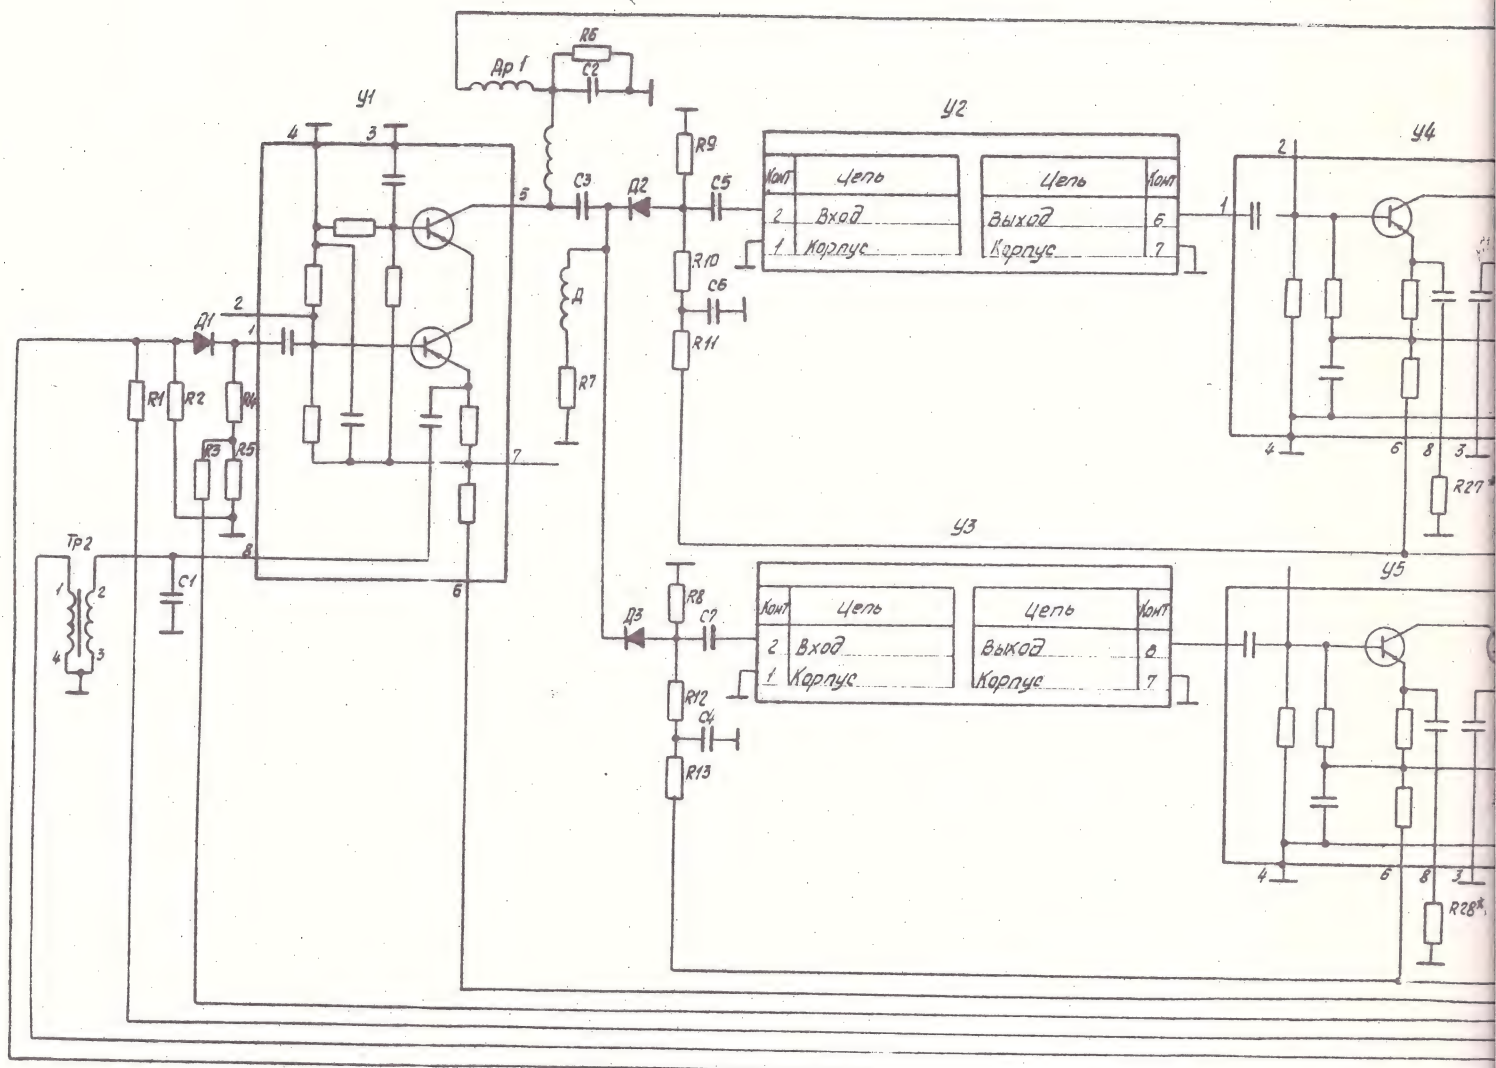 R6
Др1
C2
У1
4
3
R9
У2
2
У4
5
C3
Д2
C5
Конт
Цепь
Цепь
Конт
2
Вход
Выход
6
1
1
Корпус
Корпус
7
R10
C6
Д
2
Д1
1
R11
R7
R1
R2
R4
R3
R5
7
4
6
8
3
R27*
Тр2
8
У3
У5
1
2
C1
6
R8
Конт
Цепь
Цепь
Конт
Д3
C7
2
Вход
Выход
4
3
1
Корпус
Корпус
7
R12
C4
R13
4
6
8
3
R28*